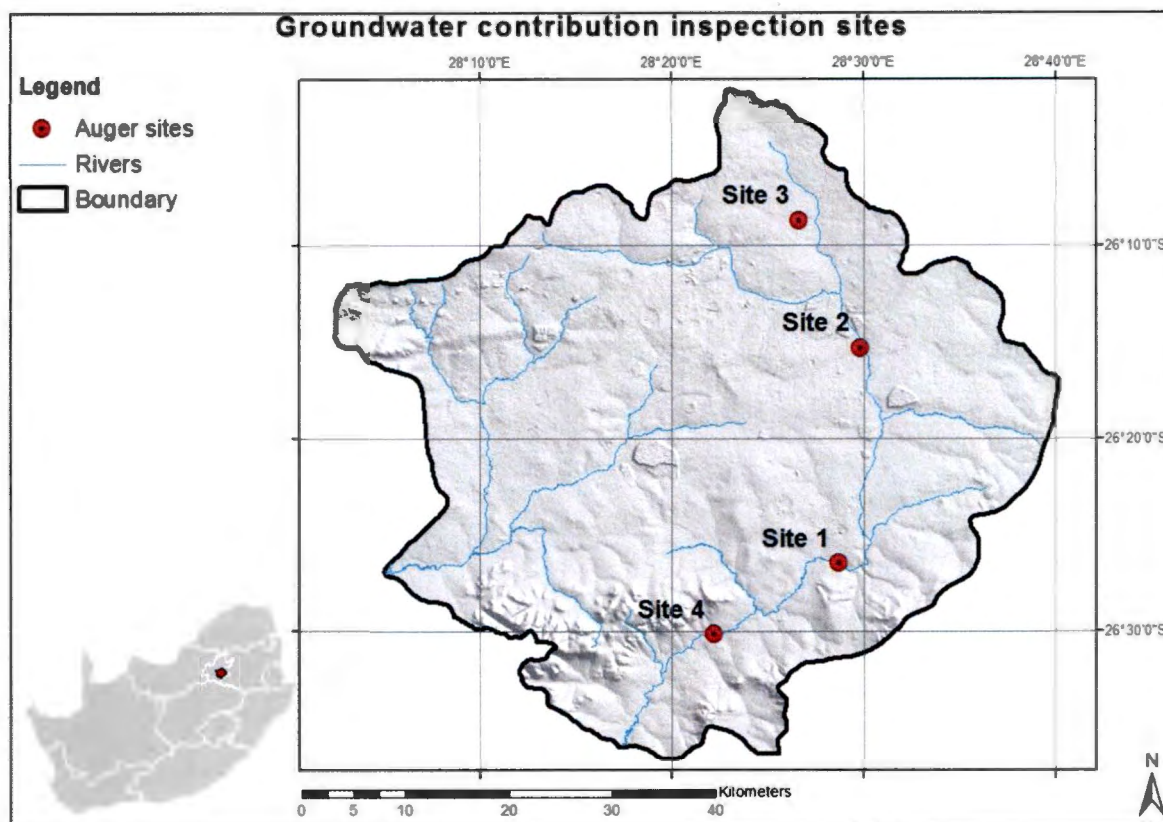 Groundwater contribution inspection sites
28°10'0"E 28°20'0"E 28°30'0"E 28°40'0"E
Legend
Auger sites
Rivers
Boundary
Site 3
26°10'0"S
Site 2
26°20'0"S
Site 1
Site 4
26°30'0"S
Kilometers
0 5 10 20 30 40
N